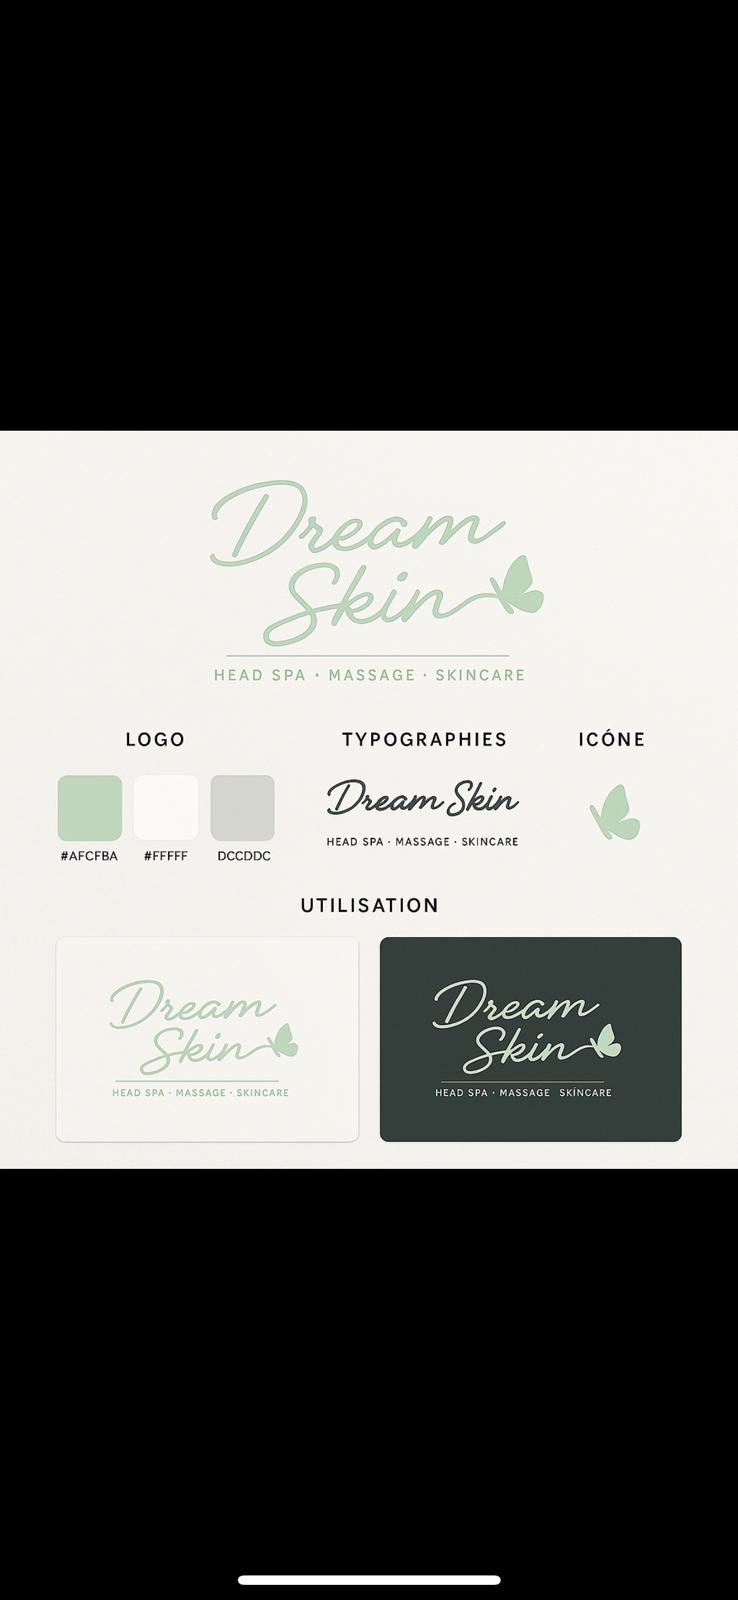 Dream
Skin
HEAD SPA · MASSAGE · SKINCARE
LOGO
TYPOGRAPHIES
ICÓNE
Dream Skin
HEAD SPA · MASSAGE · SKINCARE
#AFCFBA
#FFFFF
DCCDDC
UTILISATION
Dream
Skin
HEAD SPA · MASSAGE · SKINCARE
Dream
Skin
HEAD SPA · MASSAGE SKÍNCARE